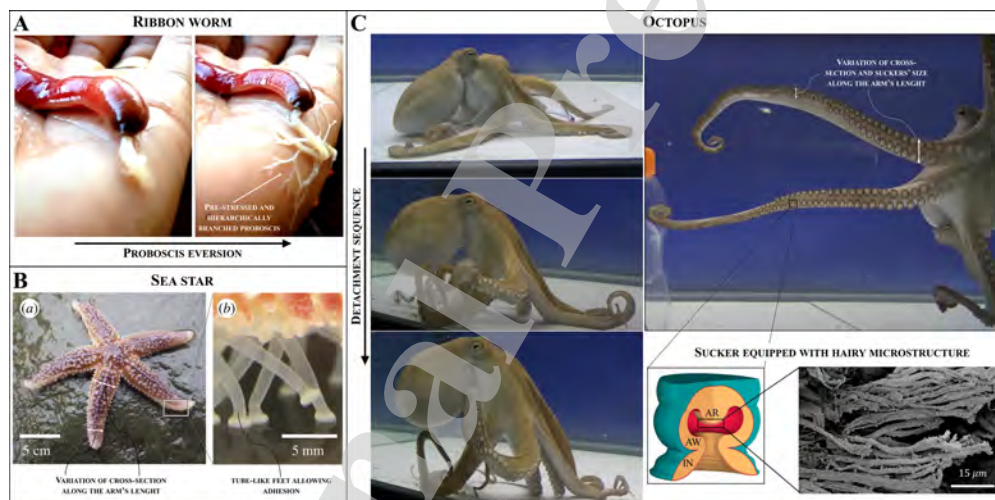 A
RIBBON WORM
PRE-STRESSED AND
HIERARCHICALLY
BRANCHED PROBOSCIS
PROBOSCIS EVERSION
B
SEA STAR
(a)
5 cm
VARIATION OF CROSS-SECTION
ALONG THE ARM'S LENGHT
(b)
5 mm
TUBE-LIKE FEET ALLOWING
ADHESION
C
OCTOPUS
DETACHMENT SEQUENCE
VARIATION OF CROSS-
SECTION AND SUCKERS' SIZE
ALONG THE ARM'S LENGHT
SUCKER EQUIPPED WITH HAIRY MICROSTRUCTURE
AR
AW
IN
15 μm